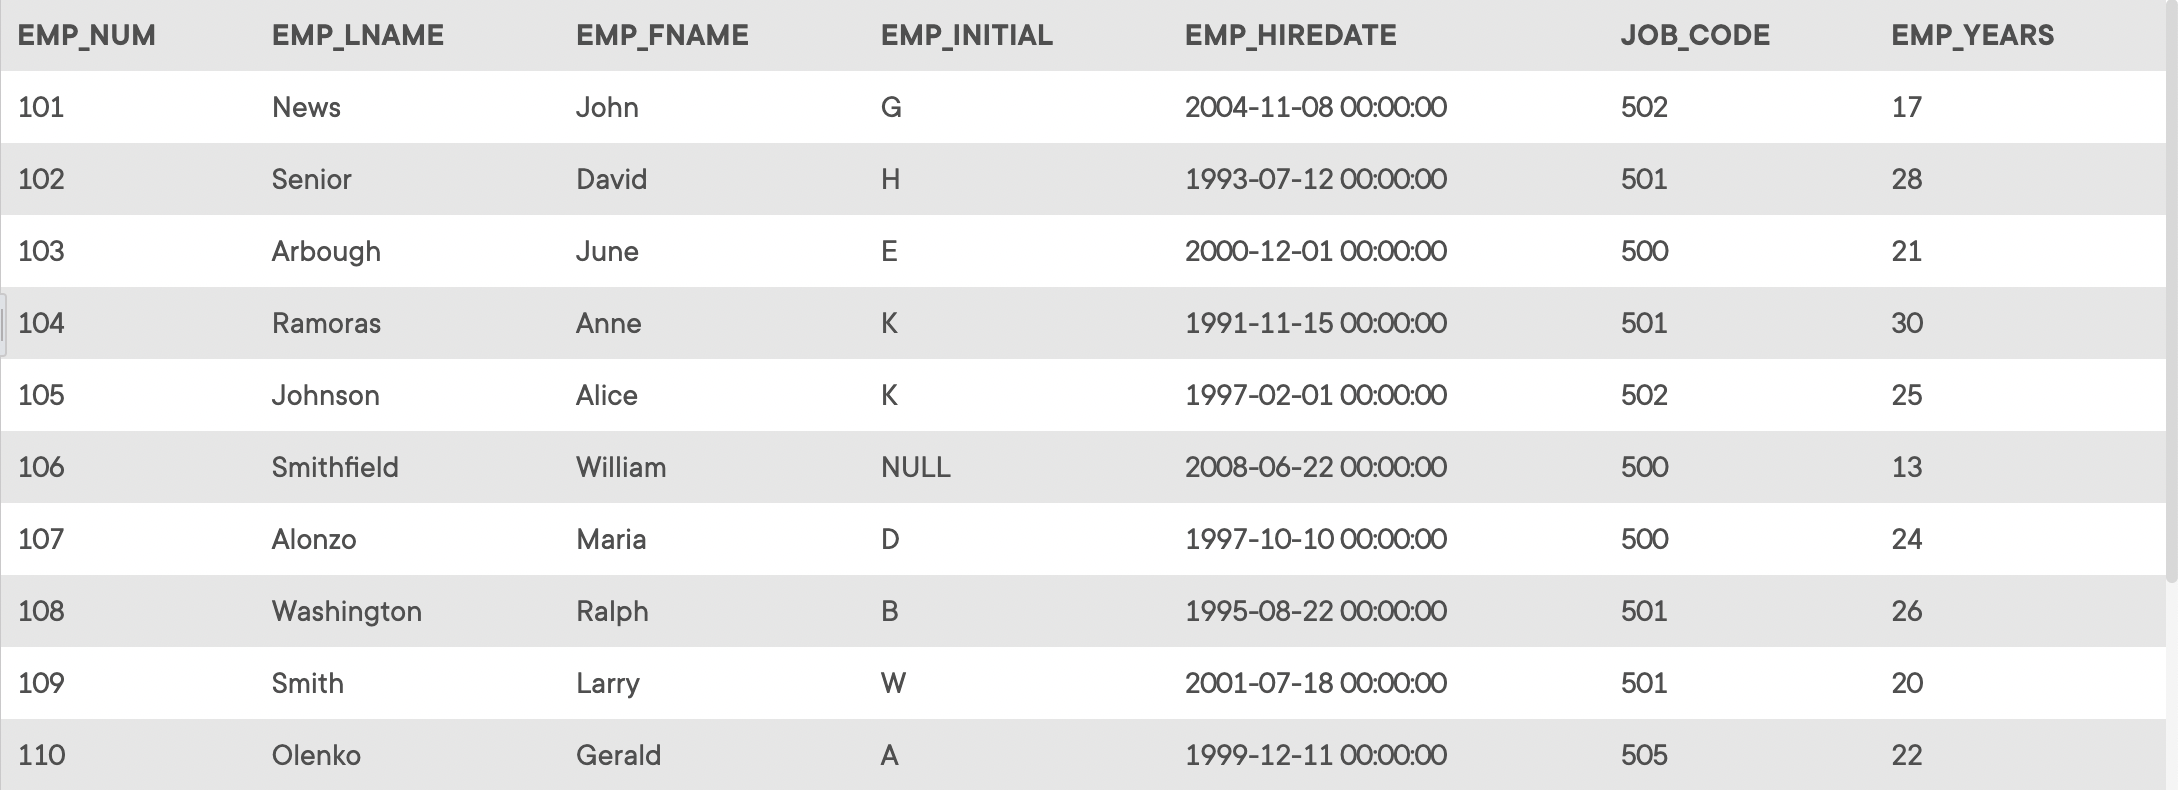 EMP_NUM EMP_LNAME EMP_FNAME EMP_INITIAL EMP_HIREDATE JOB_CODE EMP_YEARS
101 News John G 2004-11-08 00:00:00 502 17
102 Senior David H 1993-07-12 00:00:00 501 28
103 Arbough June E 2000-12-01 00:00:00 500 21
104 Ramoras Anne K 1991-11-15 00:00:00 501 30
105 Johnson Alice K 1997-02-01 00:00:00 502 25
106 Smithfield William NULL 2008-06-22 00:00:00 500 13
107 Alonzo Maria D 1997-10-10 00:00:00 500 24
108 Washington Ralph B 1995-08-22 00:00:00 501 26
109 Smith Larry W 2001-07-18 00:00:00 501 20
110 Olenko Gerald A 1999-12-11 00:00:00 505 22